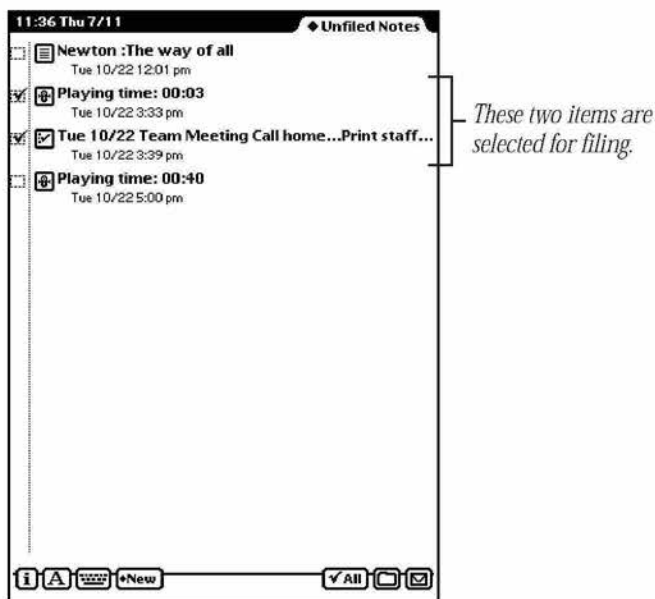 11:36 Thu 7/11
◆Unfiled Notes
Newton :The way of all
Tue 10/22 12:01 pm
Playing time: 00:03
Tue 10/22 3:33 pm
Tue 10/22 Team Meeting Call home...Print staff...
Tue 10/22 3:39 pm
Playing time: 00:40
Tue 10/22 5:00 pm
These two items are
selected for filing.
i A ◆New ✓All